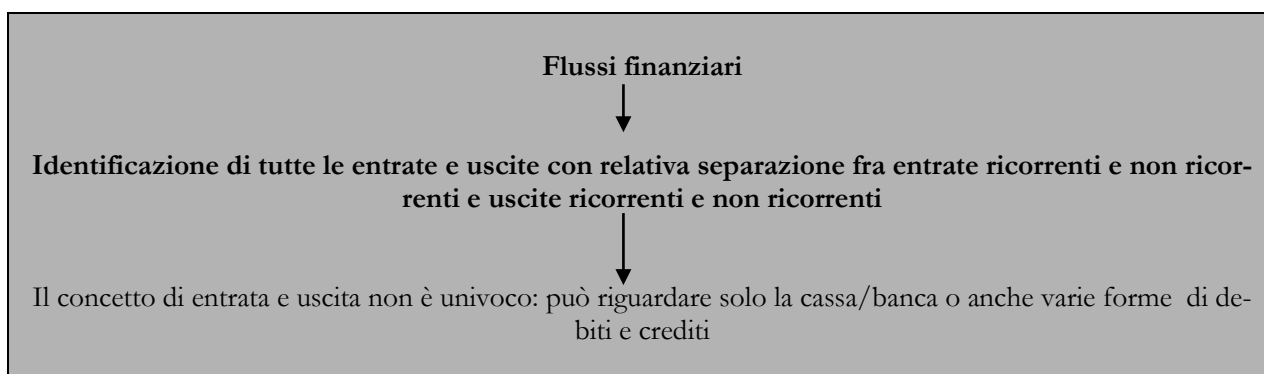 Flussi finanziari
Identificazione di tutte le entrate e uscite con relativa separazione fra entrate ricorrenti e non ricor-
renti e uscite ricorrenti e non ricorrenti
Il concetto di entrata e uscita non è univoco: può riguardare solo la cassa/banca o anche varie forme  di de-
biti e crediti